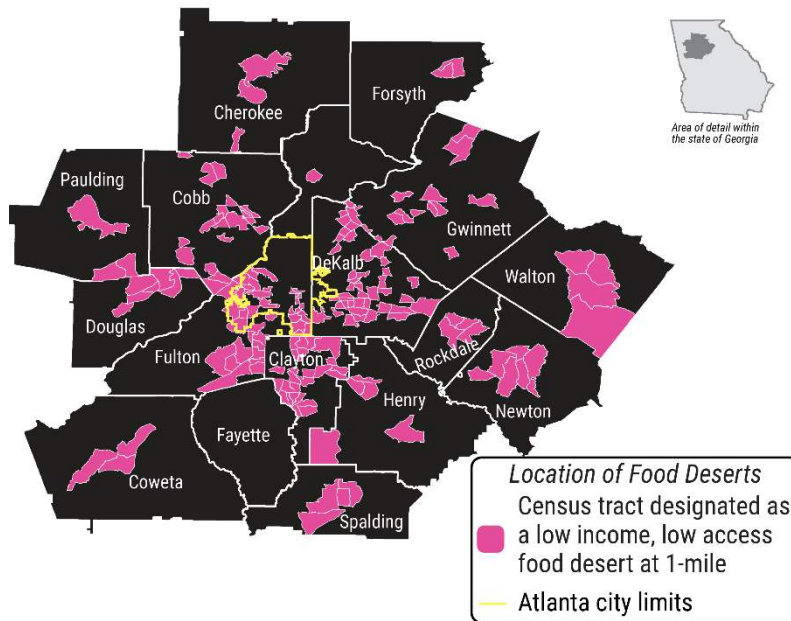 Cherokee
Forsyth
Area of detail within
the state of Georgia
Paulding
Cobb
Gwinnett
DeKalb
Walton
Douglas
Fulton
Clayton
Rockdale
Henry
Newton
Fayette
Coweta
Spalding
Location of Food Deserts
Census tract designated as
a low income, low access
food desert at 1-mile
Atlanta city limits